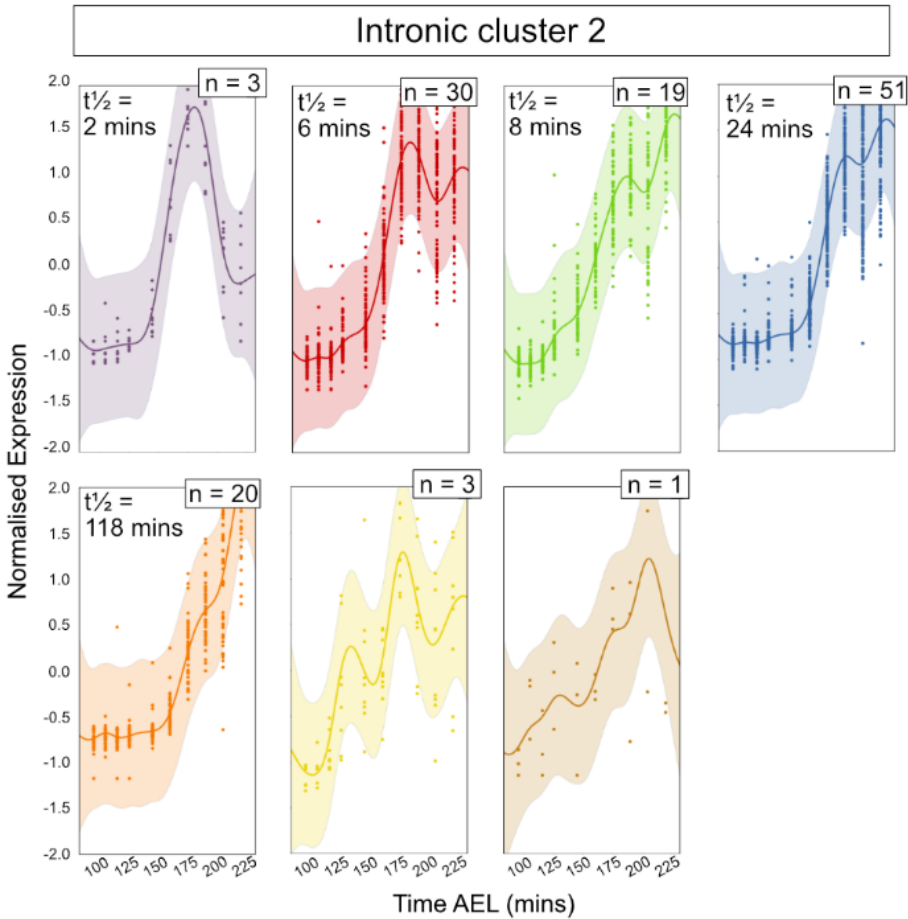 Intronic cluster 2
Normalised Expression
2.0
1.5
1.0
0.5
0.0
-0.5
-1.0
-1.5
-2.0
t½ =
2 mins
n = 3
t½ =
6 mins
n = 30
t½ =
8 mins
n = 19
t½ =
24 mins
n = 51
2.0
1.5
1.0
0.5
0.0
-0.5
-1.0
-1.5
-2.0
t½ =
118 mins
n = 20
n = 3
n = 1
100 125 150 175 200 225
100 125 150 175 200 225
100 125 150 175 200 225
Time AEL (mins)